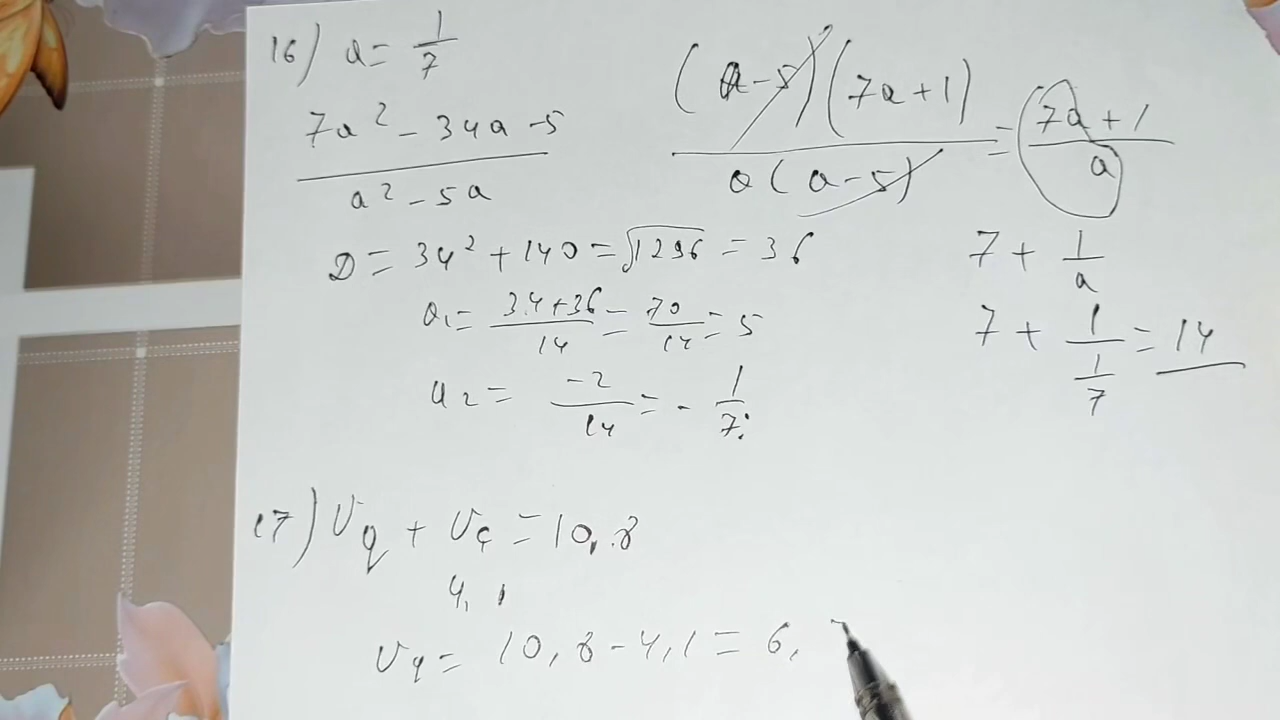 16) a = 1/7
7a² - 34a - 5 / a² - 5a
(a - 5)(7a + 1) / a(a - 5) = 7a + 1 / a
D = 34² + 140 = √1296 = 36
a₁ = 34+36 / 14 = 70 / 14 = 5
a₂ = -2 / 14 = - 1/7.
7 + 1/a
7 + 1 / 1/7 = 14
17) Vq + Vç = 10,8
4,1
Vq = 10,8 - 4,1 = 6,